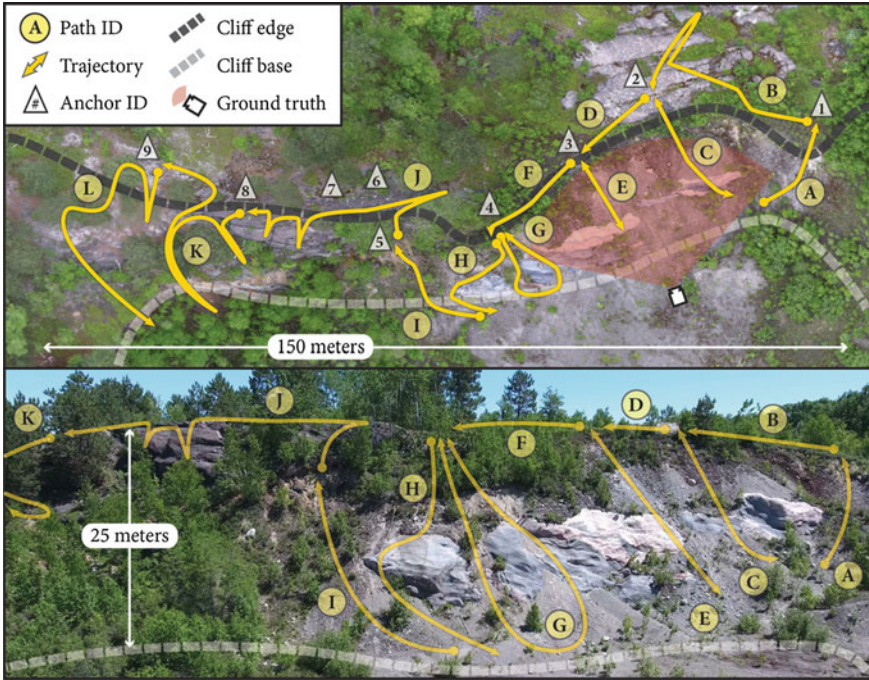 A Path ID
Trajectory
# Anchor ID
Cliff edge
Cliff base
Ground truth
2
B
1
D
3
9
C
F
A
L
8
7
6
J
E
4
G
5
H
K
I
150 meters
K
J
D
B
F
H
25 meters
I
G
E
C
A